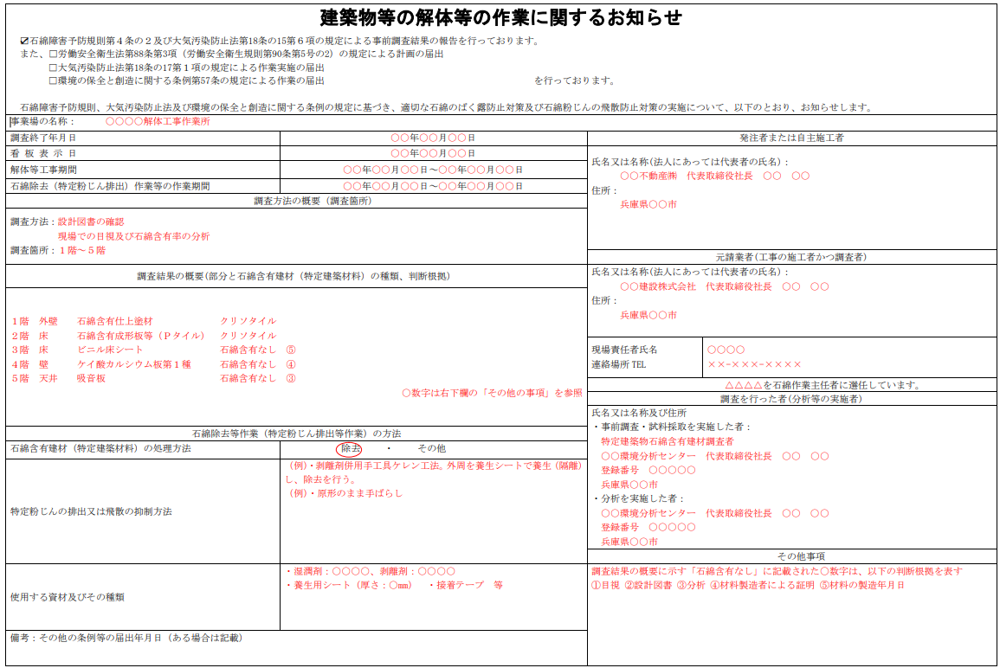 建築物等の解体等の作業に関するお知らせ
☑石綿障害予防規則第４条の２及び大気汚染防止法第18条の15第６項の規定による事前調査結果の報告を行っております。
また、□労働安全衛生法第88条第3項（労働安全衛生規則第90条第5号の2）の規定による計画の届出
□大気汚染防止法第18条の17第１項の規定による作業実施の届出
□環境の保全と創造に関する条例第57条の規定による作業の届出　を行っております。
石綿障害予防規則、大気汚染防止法及び環境の保全と創造に関する条例の規定に基づき、適切な石綿のばく露防止対策及び石綿粉じんの飛散防止対策の実施について、以下のとおり、お知らせします。
事業場の名称：　○○○○解体工事作業所
調査終了年月日　○○年○○月○○日
看 板 表 示 日　○○年○○月○○日
解体等工事期間　○○年○○月○○日～○○年○○月○○日
石綿除去（特定粉じん排出）作業等の作業期間　○○年○○月○○日～○○年○○月○○日
調査方法の概要（調査箇所）
調査方法：設計図書の確認
現場での目視及び石綿含有率の分析
調査箇所：１階～５階
調査結果の概要(部分と石綿含有建材（特定建築材料）の種類、判断根拠)
１階　外壁　石綿含有仕上塗材　クリソタイル
２階　床　石綿含有成形板等（Ｐタイル）　クリソタイル
３階　床　ビニル床シート　石綿含有なし　⑤
４階　壁　ケイ酸カルシウム板第１種　石綿含有なし　④
５階　天井　吸音板　石綿含有なし　③
○数字は右下欄の「その他の事項」を参照
石綿除去等作業（特定粉じん排出等作業）の方法
石綿含有建材（特定建築材料）の処理方法　除去　・　その他
特定粉じんの排出又は飛散の抑制方法
（例）・剥離剤併用手工具ケレン工法。外周を養生シートで養生（隔離）
し、除去を行う。
（例）・原形のまま手ばらし
使用する資材及びその種類
・湿潤剤：○○○○、剥離剤：○○○○
・養生用シート（厚さ：○mm）　・接着テープ　等
備考：その他の条例等の届出年月日（ある場合は記載）
発注者または自主施工者
氏名又は名称(法人にあっては代表者の氏名)：
○○不動産㈱　代表取締役社長　○○　○○
住所：
兵庫県○○市
元請業者(工事の施工者かつ調査者)
氏名又は名称(法人にあっては代表者の氏名)：
○○建設株式会社　代表取締役社長　○○　○○
住所：
兵庫県○○市
現場責任者氏名　○○○○
連絡場所 TEL　××-×××-××××
△△△△を石綿作業主任者に選任しています。
調査を行った者(分析等の実施者)
氏名又は名称及び住所
・事前調査・試料採取を実施した者：
特定建築物石綿含有建材調査者
○○環境分析センター　代表取締役社長　○○　○○
登録番号　○○○○○
兵庫県○○市
・分析を実施した者：
○○環境分析センター　代表取締役社長　○○　○○
登録番号　○○○○○
兵庫県○○市
その他事項
調査結果の概要に示す「石綿含有なし」に記載された○数字は、以下の判断根拠を表す
①目視 ②設計図書 ③分析 ④材料製造者による証明 ⑤材料の製造年月日